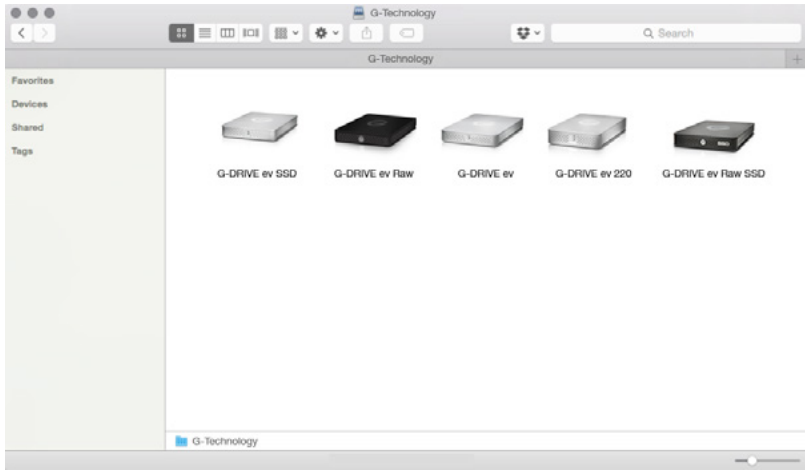 G-Technology
Search
G-Technology
Favorites
Devices
Shared
Tags
G-DRIVE ev SSD
G-DRIVE ev Raw
G-DRIVE ev
G-DRIVE ev 220
G-DRIVE ev Raw SSD
G-Technology